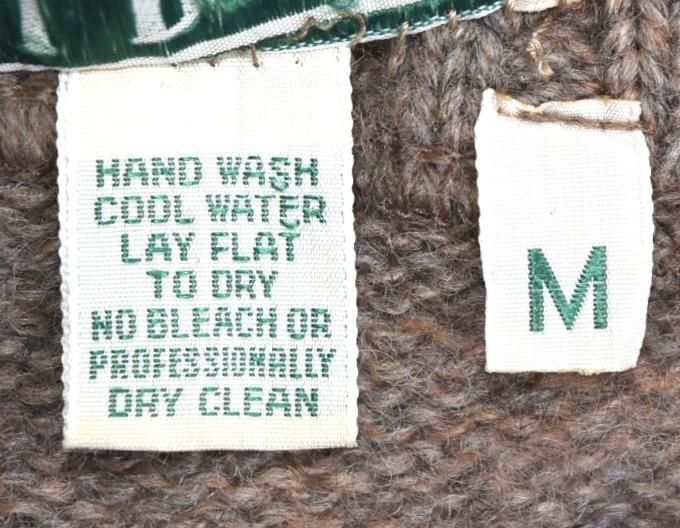 HAND WASH
COOL WATER
LAY FLAT
TO DRY
NO BLEACH OR
PROFESSIONALLY
DRY CLEAN
M